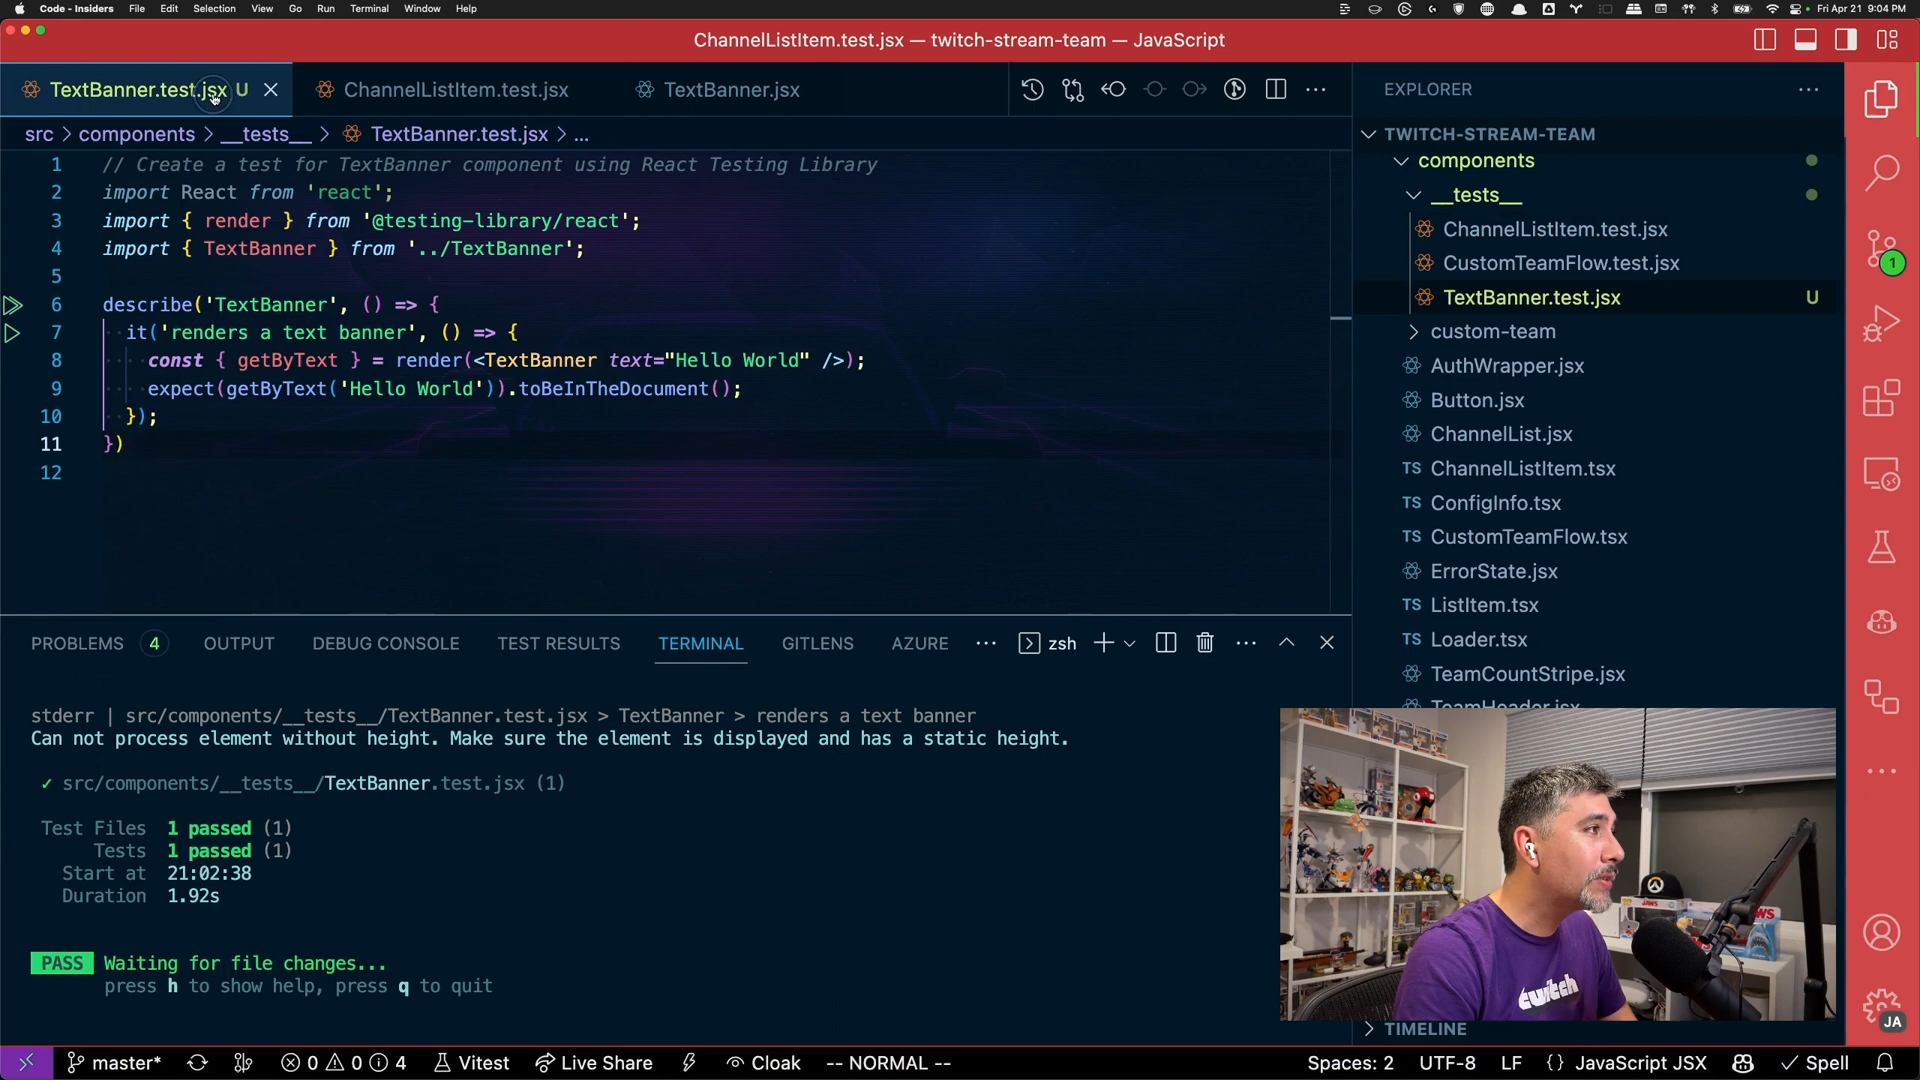 Code - Insiders File Edit Selection View Go Run Terminal Window Help
Fri Apr 21 9:04 PM
ChannelListItem.test.jsx — twitch-stream-team — JavaScript
TextBanner.test.jsx U
ChannelListItem.test.jsx
TextBanner.jsx
src > components > __tests__ > TextBanner.test.jsx > ...
1 // Create a test for TextBanner component using React Testing Library
2 import React from 'react';
3 import { render } from '@testing-library/react';
4 import { TextBanner } from '../TextBanner';
5
6 describe('TextBanner', () => {
7 it('renders a text banner', () => {
8 const { getByText } = render(<TextBanner text="Hello World" />);
9 expect(getByText('Hello World')).toBeInTheDocument();
10 });
11 })
12
EXPLORER
TWITCH-STREAM-TEAM
components
__tests__
ChannelListItem.test.jsx
CustomTeamFlow.test.jsx
TextBanner.test.jsx U
custom-team
AuthWrapper.jsx
Button.jsx
ChannelList.jsx
TS ChannelListItem.tsx
TS ConfigInfo.tsx
TS CustomTeamFlow.tsx
ErrorState.jsx
TS ListItem.tsx
TS Loader.tsx
TeamCountStripe.jsx
TeamHeader.jsx
TIMELINE
1
JA
PROBLEMS 4 OUTPUT DEBUG CONSOLE TEST RESULTS TERMINAL GITLENS AZURE ... zsh
stderr | src/components/__tests__/TextBanner.test.jsx > TextBanner > renders a text banner
Can not process element without height. Make sure the element is displayed and has a static height.
✓ src/components/__tests__/TextBanner.test.jsx (1)
Test Files 1 passed (1)
Tests 1 passed (1)
Start at 21:02:38
Duration 1.92s
PASS Waiting for file changes...
press h to show help, press q to quit
JAWS
twitch
master* 0 0 4 Vitest Live Share Cloak -- NORMAL -- Spaces: 2 UTF-8 LF {} JavaScript JSX Spell